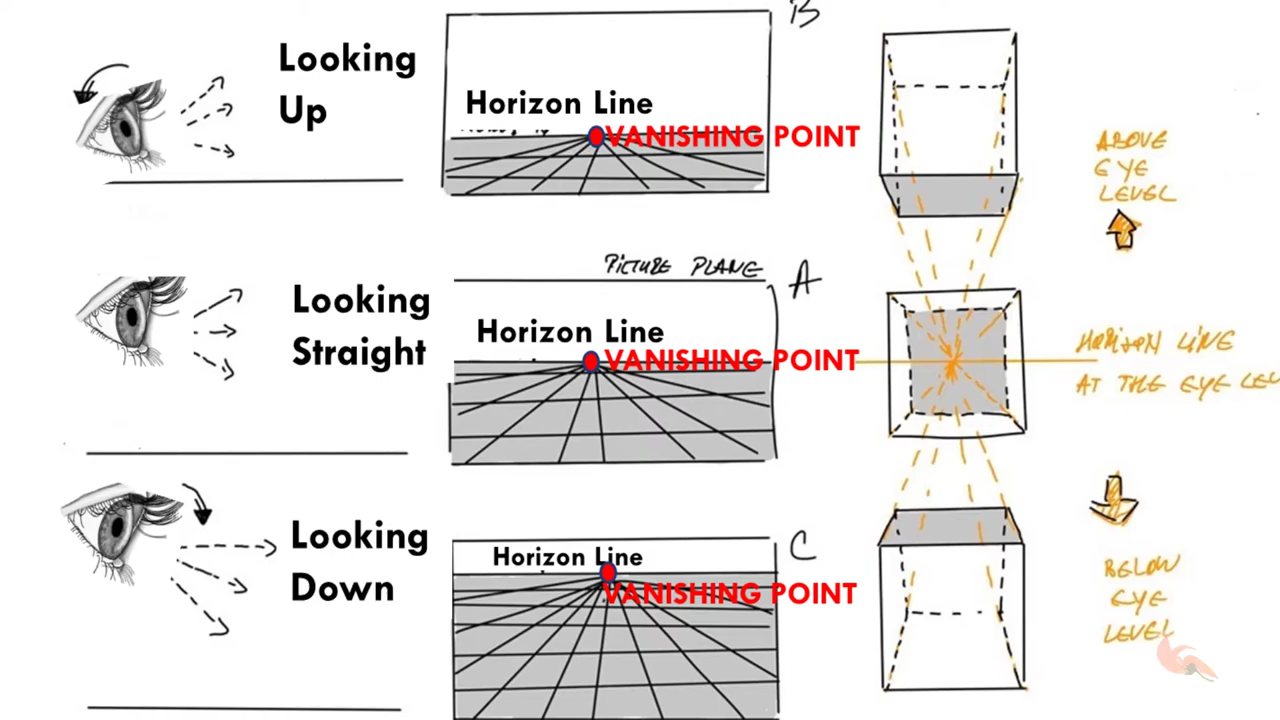 B
Looking
Up
Horizon Line
VANISHING POINT
ABOVE
EYE
LEVEL
PICTURE PLANE
A
Looking
Straight
Horizon Line
VANISHING POINT
HORIZON LINE
AT THE EYE LEV
C
Looking
Down
Horizon Line
VANISHING POINT
BELOW
EYE
LEVEL